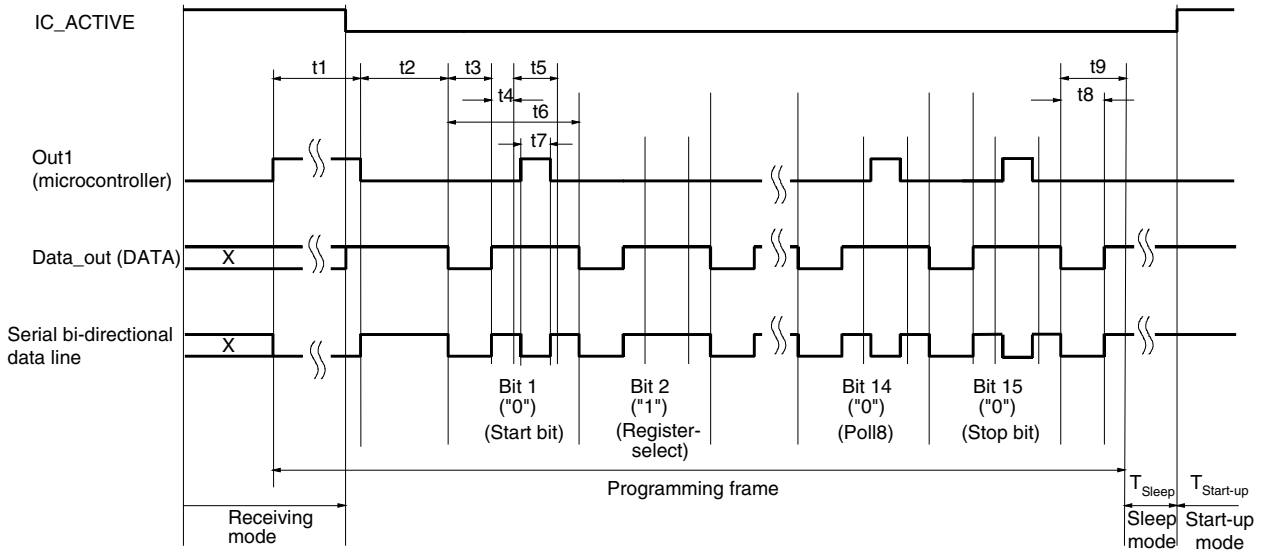 IC_ACTIVE
t1
t2
t3
t5
t9
t4
t8
t6
t7
Out1
(microcontroller)
Data_out (DATA)
X
Serial bi-directional
data line
X
Bit 1
("0")
(Start bit)
Bit 2
("1")
(Register-
select)
Bit 14
("0")
(Poll8)
Bit 15
("0")
(Stop bit)
Programming frame
TSleep
TStart-up
Receiving
mode
Sleep
mode
Start-up
mode